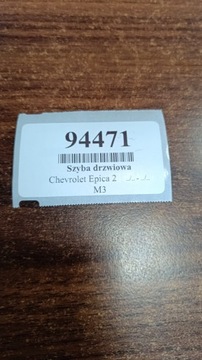 94471
Szyba drzwiowa
Chevrolet Epica 2
M3